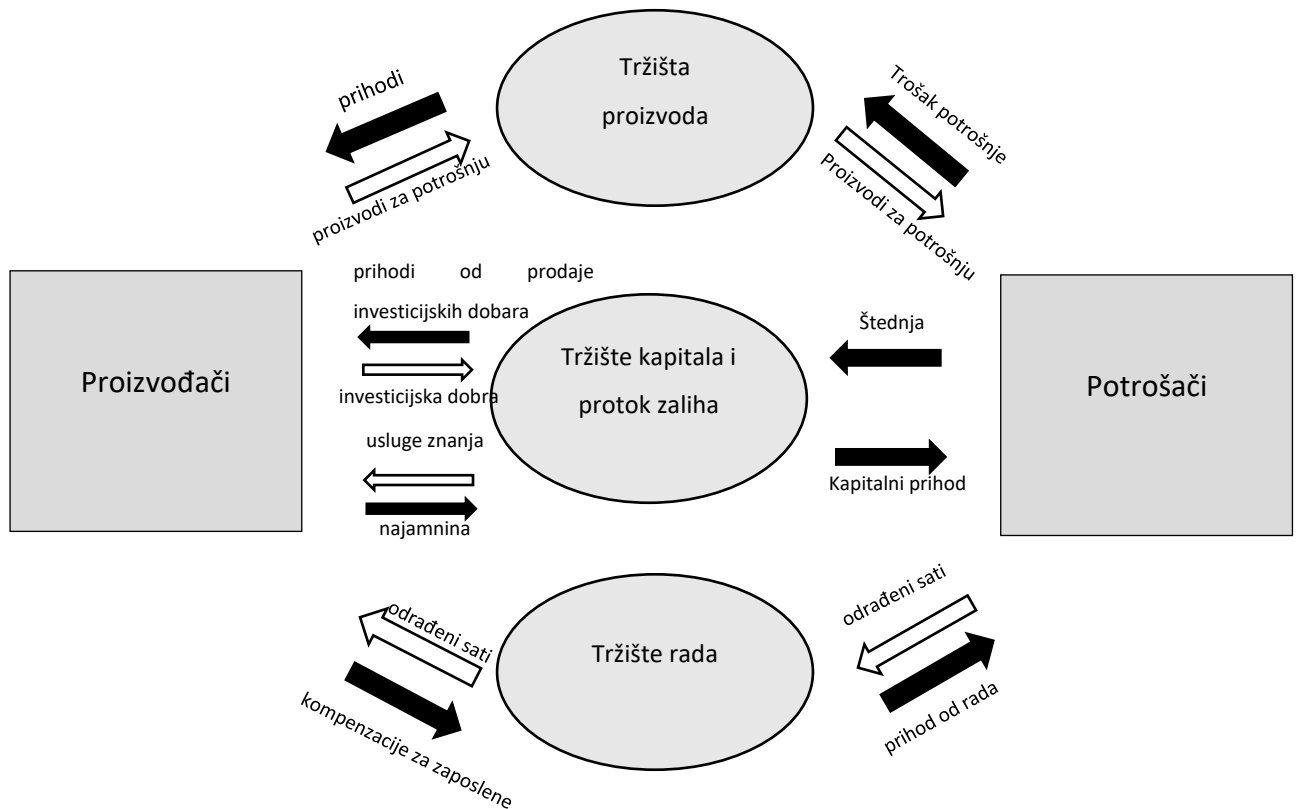 Tržišta
proizvoda
prihodi
proizvodi za potrošnju
Trošak potrošnje
Proizvodi za potrošnju
prihodi od prodaje
investicijskih dobara
investicijska dobra
usluge znanja
najamnina
Proizvođači
Tržište kapitala i
protok zaliha
Štednja
Kapitalni prihod
Potrošači
odrađeni sati
kompenzacije za zaposlene
Tržište rada
odrađeni sati
prihod od rada